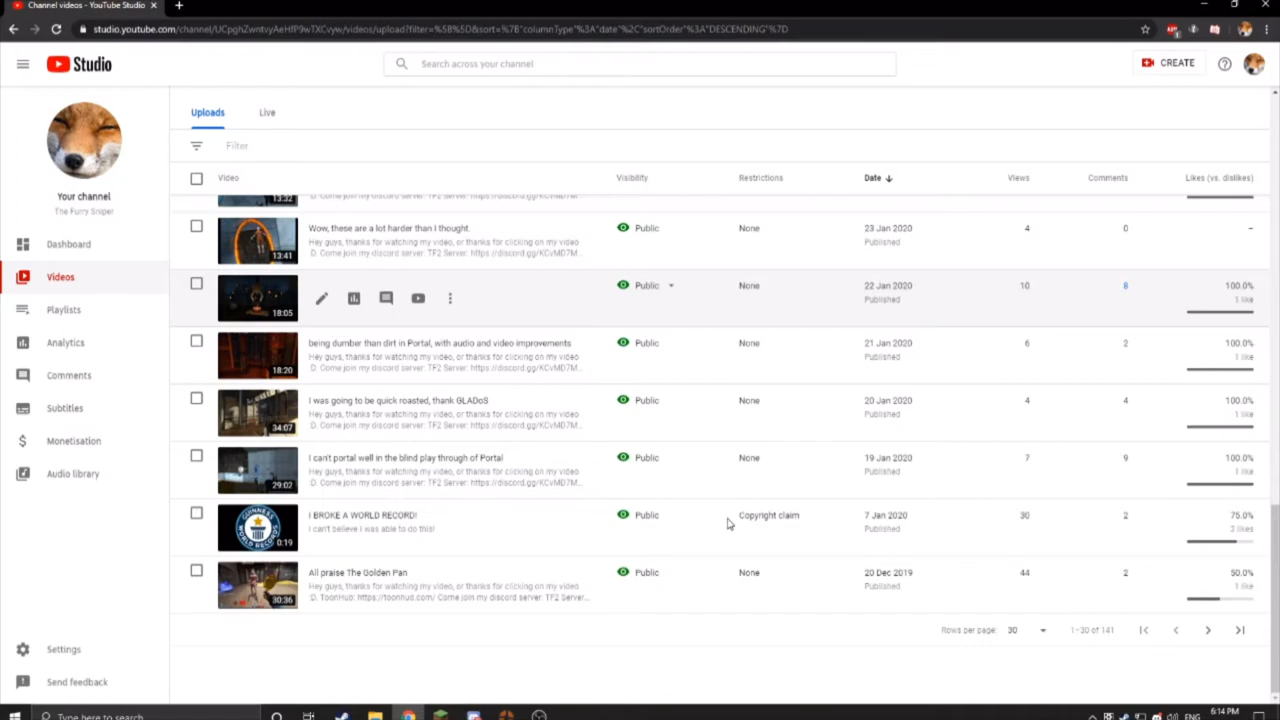 Channel videos - YouTube Studio
studio.youtube.com/channel/UCpghZwntvyAeHfP9wTXCvyw/videos/upload?filter=%5B%5D&sort=%7B"columnType"%3A"date"%2C"sortOrder"%3A"DESCENDING"%7D
Studio
Search across your channel
CREATE
Your channel
The Furry Sniper
Dashboard
Videos
Playlists
Analytics
Comments
Subtitles
Monetisation
Audio library
Settings
Send feedback
Uploads Live
Filter
Video Visibility Restrictions Date Views Comments Likes (vs. dislikes)
13:32
:D. Come join my discord server: TF2 Server: https://discord.gg/KCvMD7M...
Wow, these are a lot harder than I thought. Public None 23 Jan 2020 4 0 –
Hey guys, thanks for watching my video, or thanks for clicking on my video Published
:D. Come join my discord server: TF2 Server: https://discord.gg/KCvMD7M...
13:41
Public None 22 Jan 2020 10 8 100.0%
Published 1 like
18:05
being dumber than dirt in Portal, with audio and video improvements Public None 21 Jan 2020 6 2 100.0%
Hey guys, thanks for watching my video, or thanks for clicking on my video Published 1 like
:D. Come join my discord server: TF2 Server: https://discord.gg/KCvMD7M...
18:20
I was going to be quick roasted, thank GLADoS Public None 20 Jan 2020 4 4 100.0%
Hey guys, thanks for watching my video, or thanks for clicking on my video Published 1 like
:D. Come join my discord server: TF2 Server: https://discord.gg/KCvMD7M...
34:07
I can't portal well in the blind play through of Portal Public None 19 Jan 2020 7 9 100.0%
Hey guys, thanks for watching my video, or thanks for clicking on my video Published 1 like
:D. Come join my discord server: TF2 Server: https://discord.gg/KCvMD7M...
29:02
I BROKE A WORLD RECORD! Public Copyright claim 7 Jan 2020 30 2 75.0%
I can't believe I was able to do this! Published 3 likes
GUINNESS
WORLD RECORDS
0:19
All praise The Golden Pan Public None 20 Dec 2019 44 2 50.0%
Hey guys, thanks for watching my video, or thanks for clicking on my video Published 1 like
:D. ToonHub: https://toonhud.com/ Come join my discord server: TF2 Server...
30:36
Rows per page: 30 1–30 of 141
Type here to search
ENG
6:14 PM